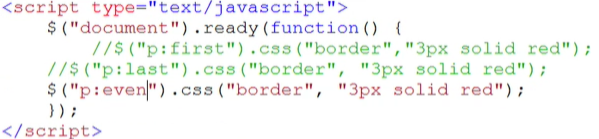 <script type="text/javascript">
$("document").ready(function() {
//$("p:first").css("border","3px solid red");
//$("p:last").css("border", "3px solid red");
$("p:even").css("border", "3px solid red");
});
</script>